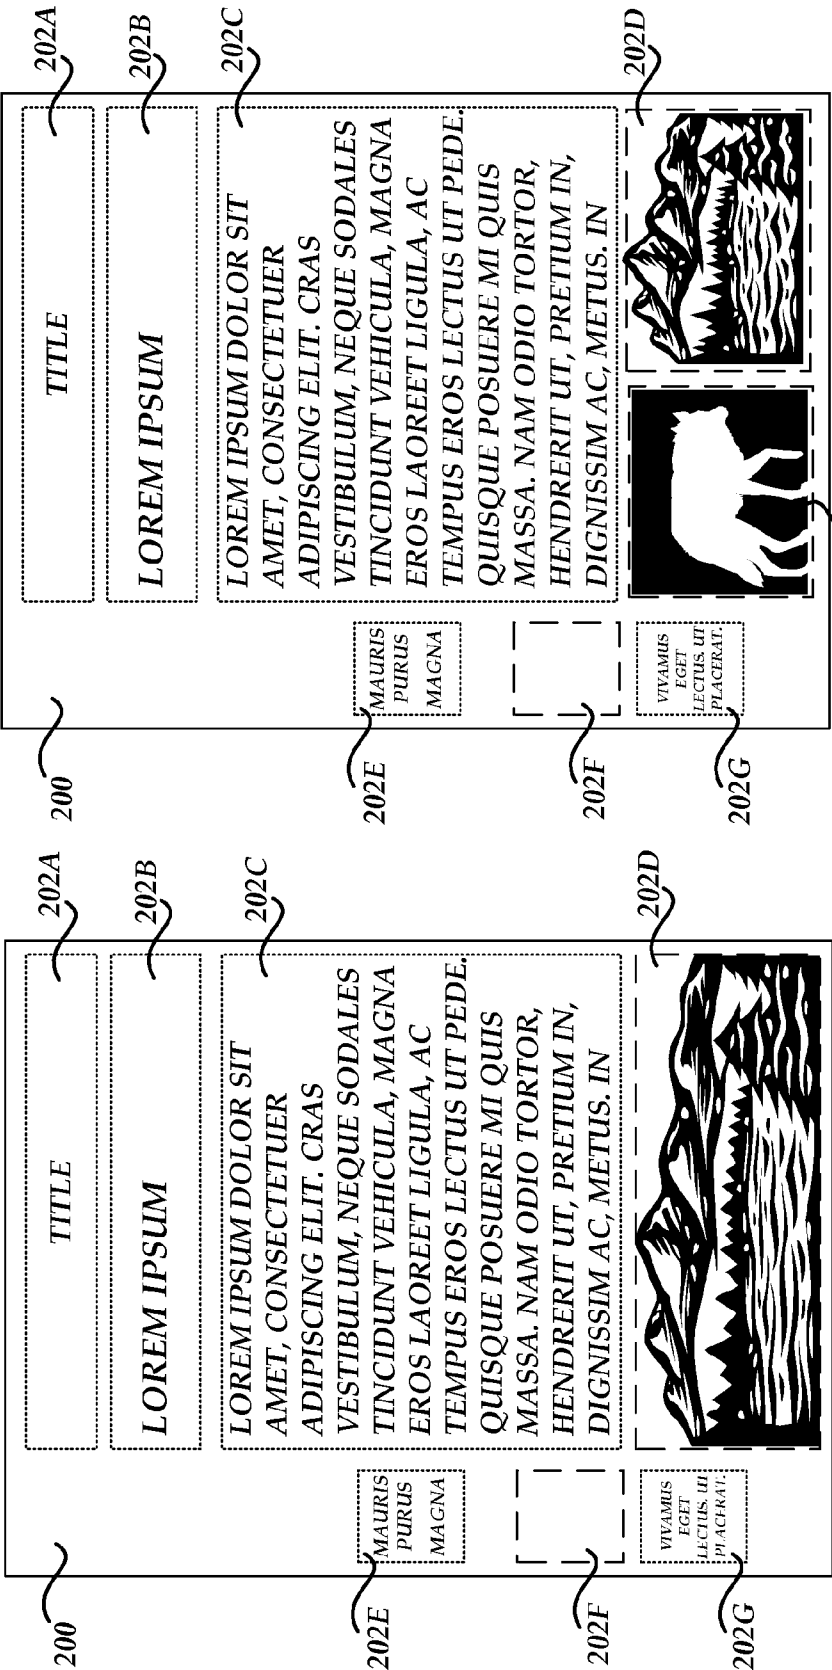 202A
202B
202C
202D
TITLE
LOREM IPSUM
LOREM IPSUM DOLOR SIT
AMET, CONSECTETUER
ADIPISCING ELIT. CRAS
VESTIBULUM, NEQUE SODALES
TINCIDUNT VEHICULA, MAGNA
EROS LAOREET LIGULA, AC
TEMPUS EROS LECTUS UT PEDE.
QUISQUE POSUERE MI QUIS
MASSA. NAM ODIO TORTOR,
HENDRERIT UT, PRETIUM IN,
DIGNISSIM AC, METUS. IN
MAURIS
PURUS
MAGNA
VIVAMUS
EGET
LECTUS. UT
PLACERAT.
200
202E
202F
202G
202A
202B
202C
202D
TITLE
LOREM IPSUM
LOREM IPSUM DOLOR SIT
AMET, CONSECTETUER
ADIPISCING ELIT. CRAS
VESTIBULUM, NEQUE SODALES
TINCIDUNT VEHICULA, MAGNA
EROS LAOREET LIGULA, AC
TEMPUS EROS LECTUS UT PEDE.
QUISQUE POSUERE MI QUIS
MASSA. NAM ODIO TORTOR,
HENDRERIT UT, PRETIUM IN,
DIGNISSIM AC, METUS. IN
MAURIS
PURUS
MAGNA
VIVAMUS
EGET
LECTUS. UT
PLACERAT.
200
202E
202F
202G